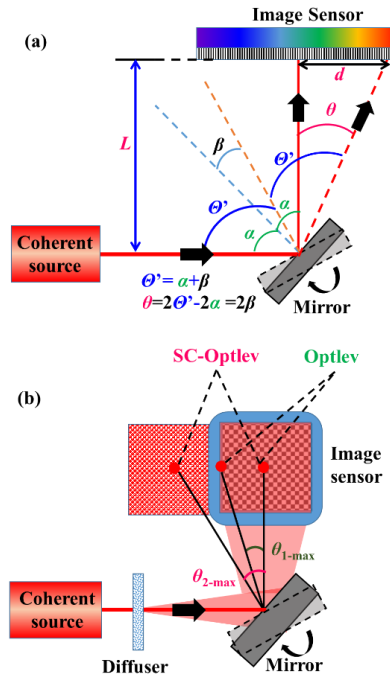 Image Sensor
(a)
d
θ
L
β
Θ'
Θ'
α
α
Coherent
source
Θ'= α+β
θ=2Θ'-2α =2β
Mirror
SC-Optlev
Optlev
(b)
Image
sensor
θ1-max
θ2-max
Coherent
source
Diffuser
Mirror